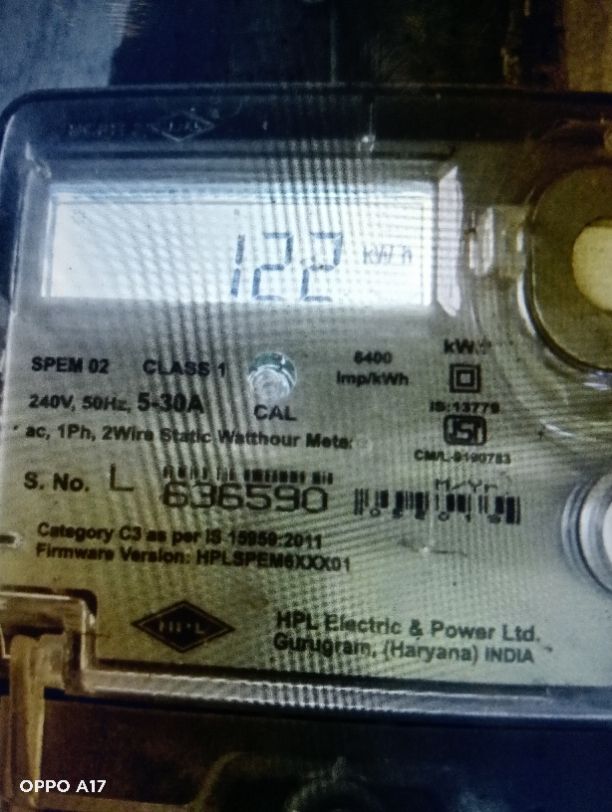 122 kWh
SPEM 02 CLASS 1 6400 imp/kWh
240V, 50Hz, 5-30A CAL
IS:13779
ac, 1Ph, 2Wire Static Watthour Meter
CM/L-9190783
S. No. L 636590
M/Yr
Category C3 as per IS 15959:2011
Firmware Version: HPLSPEM6XXX01
HPL
HPL Electric & Power Ltd.
Gurugram, (Haryana) INDIA
OPPO A17